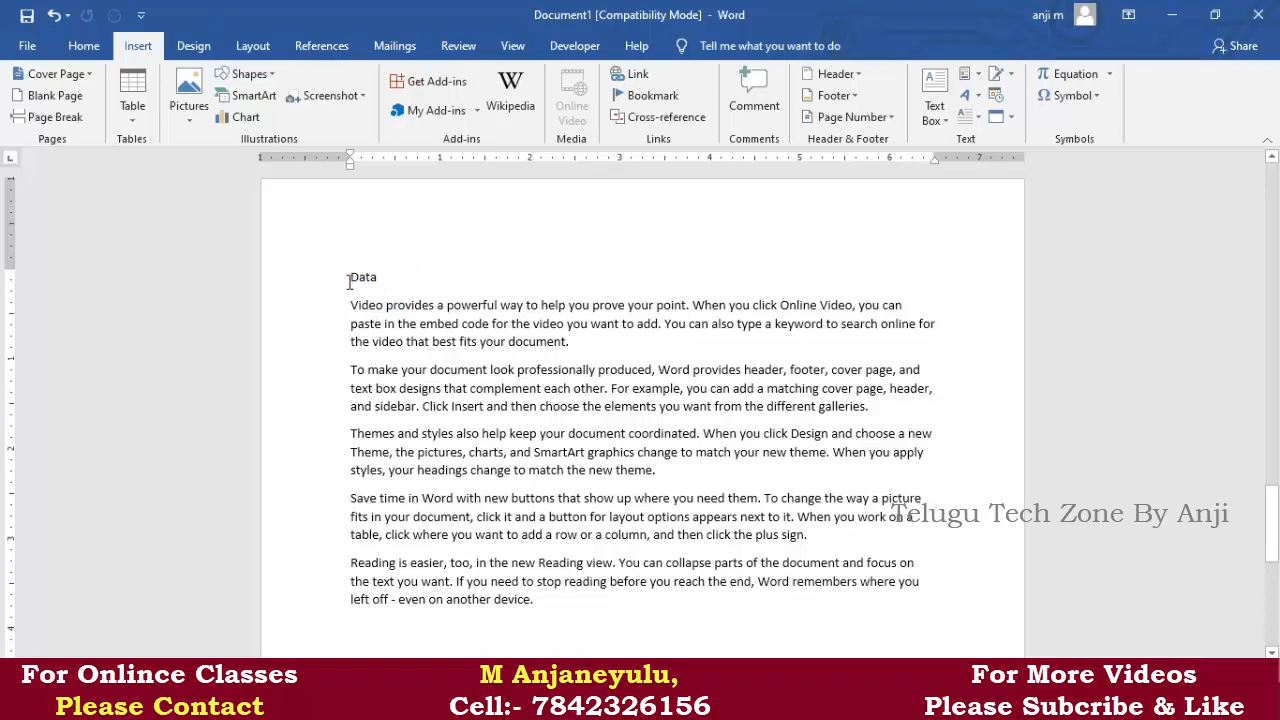 Document1 [Compatibility Mode] - Word
anji m
File Home Insert Design Layout References Mailings Review View Developer Help Tell me what you want to do Share
Cover Page
Blank Page
Page Break
Pages
Table
Tables
Pictures
Shapes
SmartArt
Chart
Screenshot
Illustrations
Get Add-ins
My Add-ins
W
Wikipedia
Add-ins
Online
Video
Media
Link
Bookmark
Cross-reference
Links
Comment
Comments
Header
Footer
Page Number
Header & Footer
Text
Box
Text
Equation
Symbol
Symbols
1 1 2 3 4 5 6 7
Data
Video provides a powerful way to help you prove your point. When you click Online Video, you can
paste in the embed code for the video you want to add. You can also type a keyword to search online for
the video that best fits your document.
To make your document look professionally produced, Word provides header, footer, cover page, and
text box designs that complement each other. For example, you can add a matching cover page, header,
and sidebar. Click Insert and then choose the elements you want from the different galleries.
Themes and styles also help keep your document coordinated. When you click Design and choose a new
Theme, the pictures, charts, and SmartArt graphics change to match your new theme. When you apply
styles, your headings change to match the new theme.
Save time in Word with new buttons that show up where you need them. To change the way a picture
fits in your document, click it and a button for layout options appears next to it. When you work on a
table, click where you want to add a row or a column, and then click the plus sign.
Reading is easier, too, in the new Reading view. You can collapse parts of the document and focus on
the text you want. If you need to stop reading before you reach the end, Word remembers where you
left off - even on another device.
Telugu Tech Zone By Anji
For Onlince Classes
Please Contact
M Anjaneyulu,
Cell:- 7842326156
For More Videos
Please Subcribe & Like